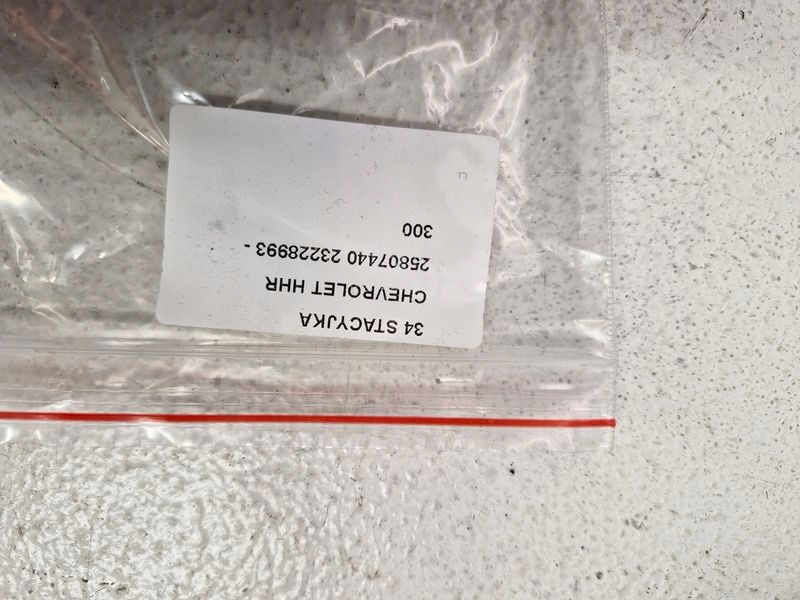 34 STACYJKA
CHEVROLET HHR
25807440 23228993 -
300